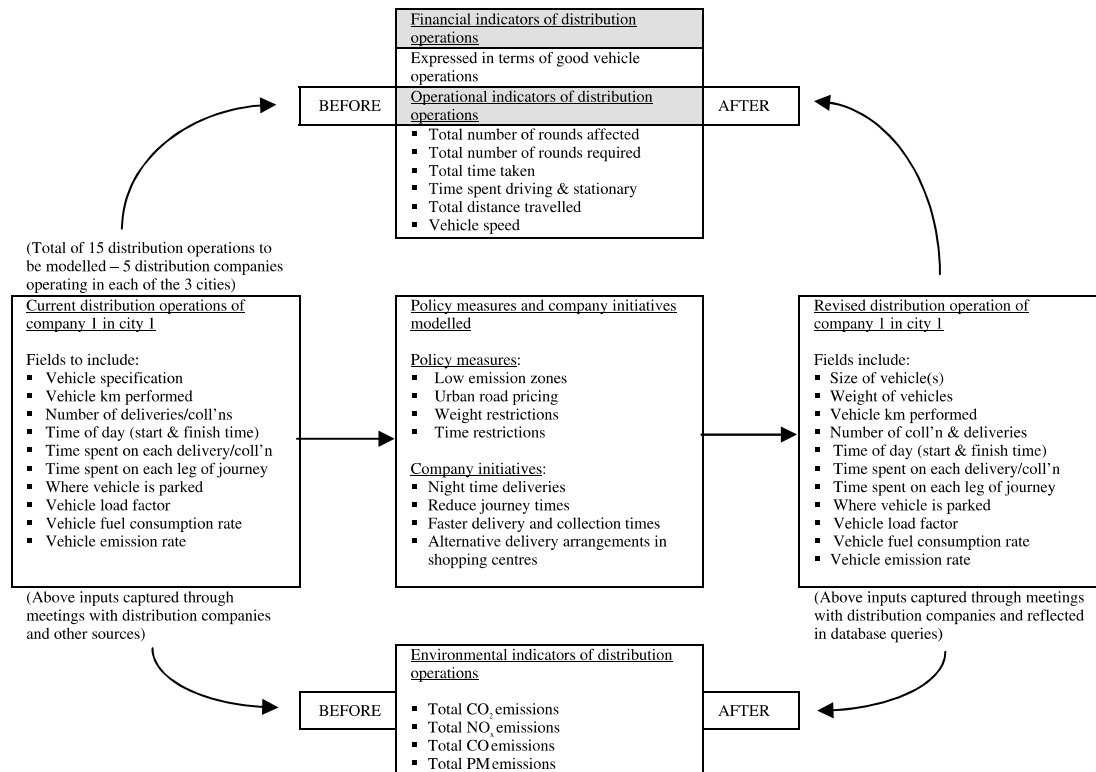 Financial indicators of distribution
operations
Expressed in terms of good vehicle
operations
BEFORE
Operational indicators of distribution
operations
AFTER
▪ Total number of rounds affected
▪ Total number of rounds required
▪ Total time taken
▪ Time spent driving & stationary
▪ Total distance travelled
▪ Vehicle speed
(Total of 15 distribution operations to
be modelled – 5 distribution companies
operating in each of the 3 cities)
Current distribution operations of
company 1 in city 1
Fields to include:
▪ Vehicle specification
▪ Vehicle km performed
▪ Number of deliveries/coll'ns
▪ Time of day (start & finish time)
▪ Time spent on each delivery/coll'n
▪ Time spent on each leg of journey
▪ Where vehicle is parked
▪ Vehicle load factor
▪ Vehicle fuel consumption rate
▪ Vehicle emission rate
(Above inputs captured through
meetings with distribution companies
and other sources)
Policy measures and company initiatives
modelled
Policy measures:
▪ Low emission zones
▪ Urban road pricing
▪ Weight restrictions
▪ Time restrictions
Company initiatives:
▪ Night time deliveries
▪ Reduce journey times
▪ Faster delivery and collection times
▪ Alternative delivery arrangements in
shopping centres
Revised distribution operation of
company 1 in city 1
Fields include:
▪ Size of vehicle(s)
▪ Weight of vehicles
▪ Vehicle km performed
▪ Number of coll'n & deliveries
▪ Time of day (start & finish time)
▪ Time spent on each delivery/coll'n
▪ Time spent on each leg of journey
▪ Where vehicle is parked
▪ Vehicle load factor
▪ Vehicle fuel consumption rate
▪ Vehicle emission rate
(Above inputs captured through meetings
with distribution companies and reflected
in database queries)
Environmental indicators of distribution
operations
BEFORE
AFTER
▪ Total CO₂ emissions
▪ Total NOₓ emissions
▪ Total CO emissions
▪ Total PM emissions